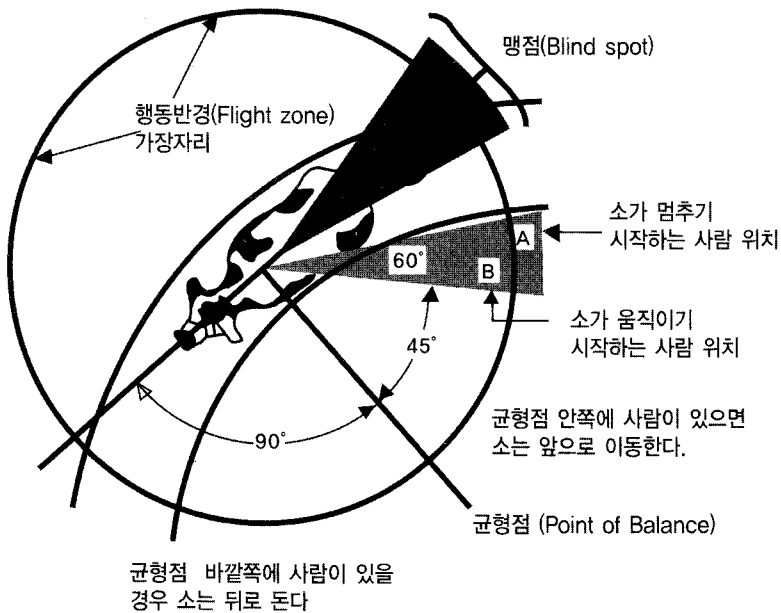 맹점(Blind spot)
행동반경(Flight zone)
가장자리
소가 멈추기
시작하는 사람 위치
A
60°
B
소가 움직이기
시작하는 사람 위치
45°
90°
균형점 안쪽에 사람이 있으면
소는 앞으로 이동한다.
균형점 (Point of Balance)
균형점 바깥쪽에 사람이 있을
경우 소는 뒤로 돈다